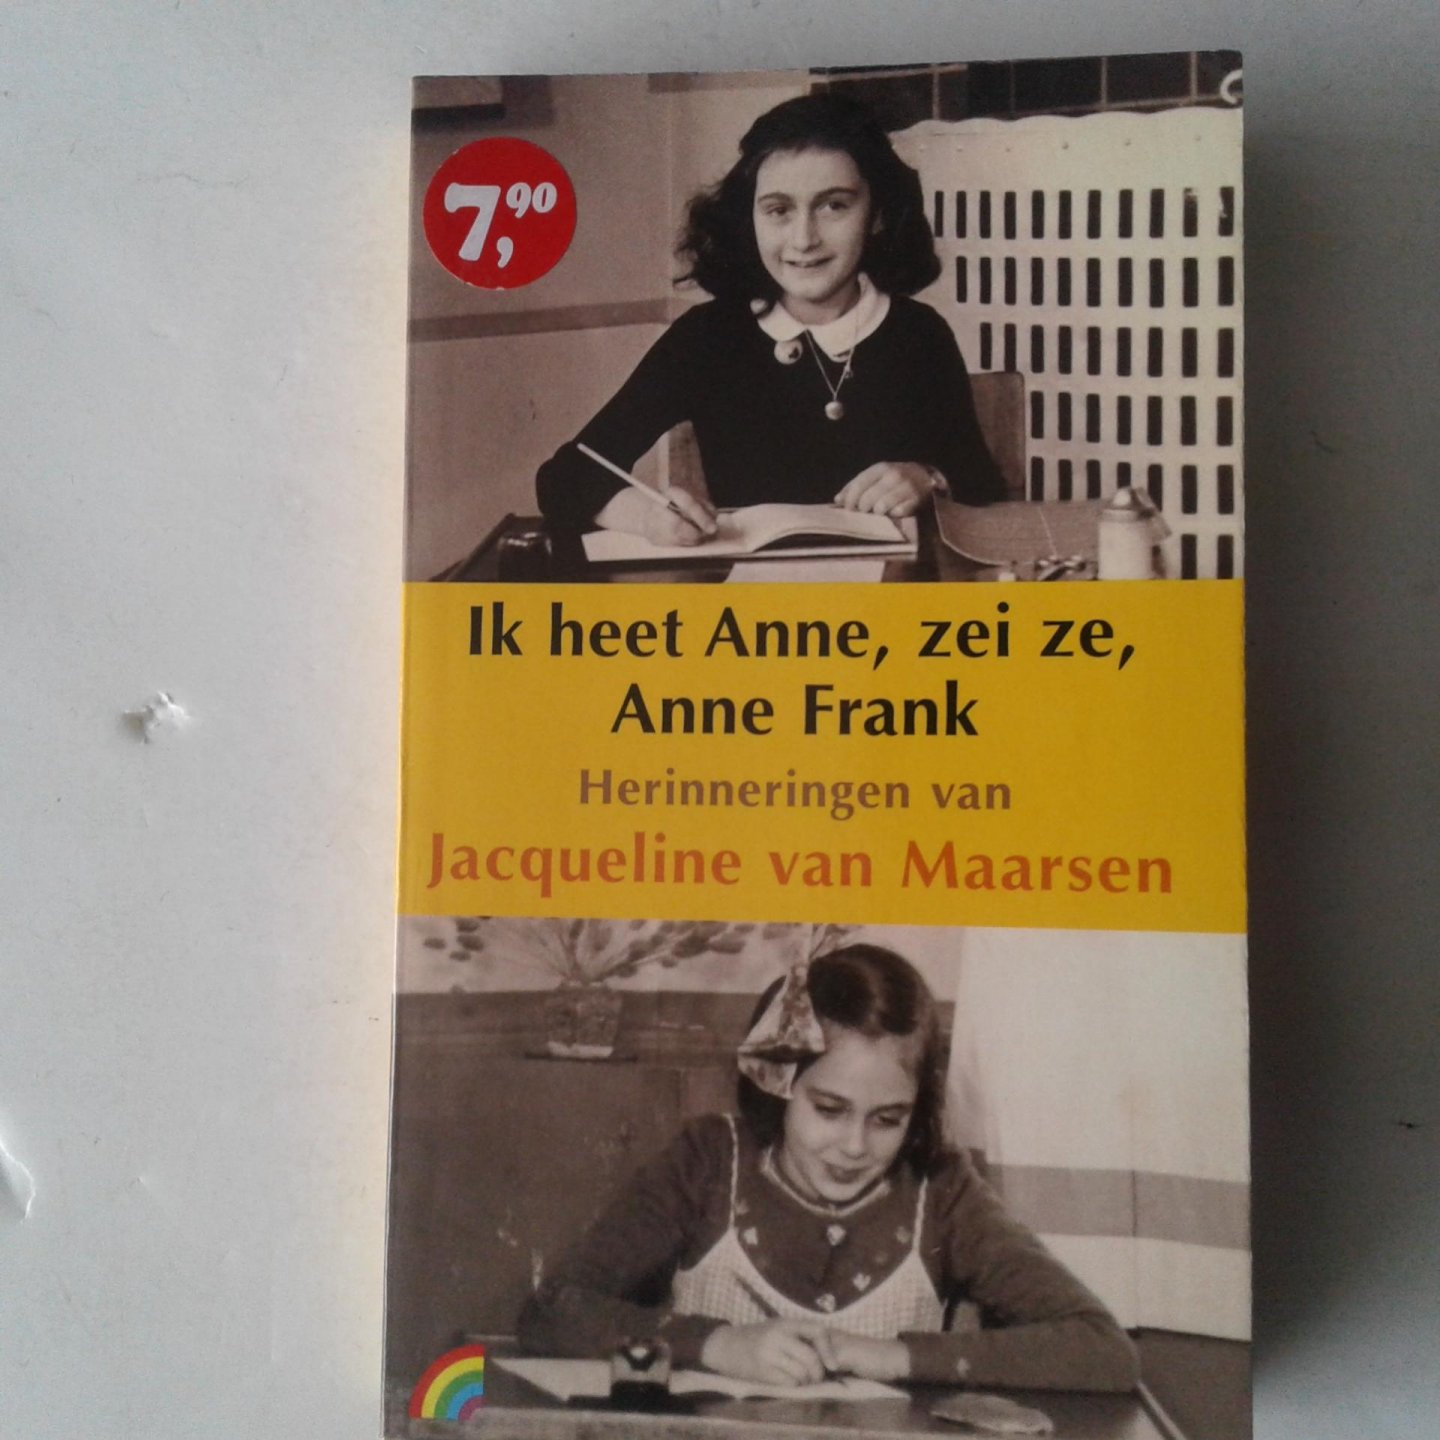 7,90
Ik heet Anne, zei ze,
Anne Frank
Herinneringen van
Jacqueline van Maarsen